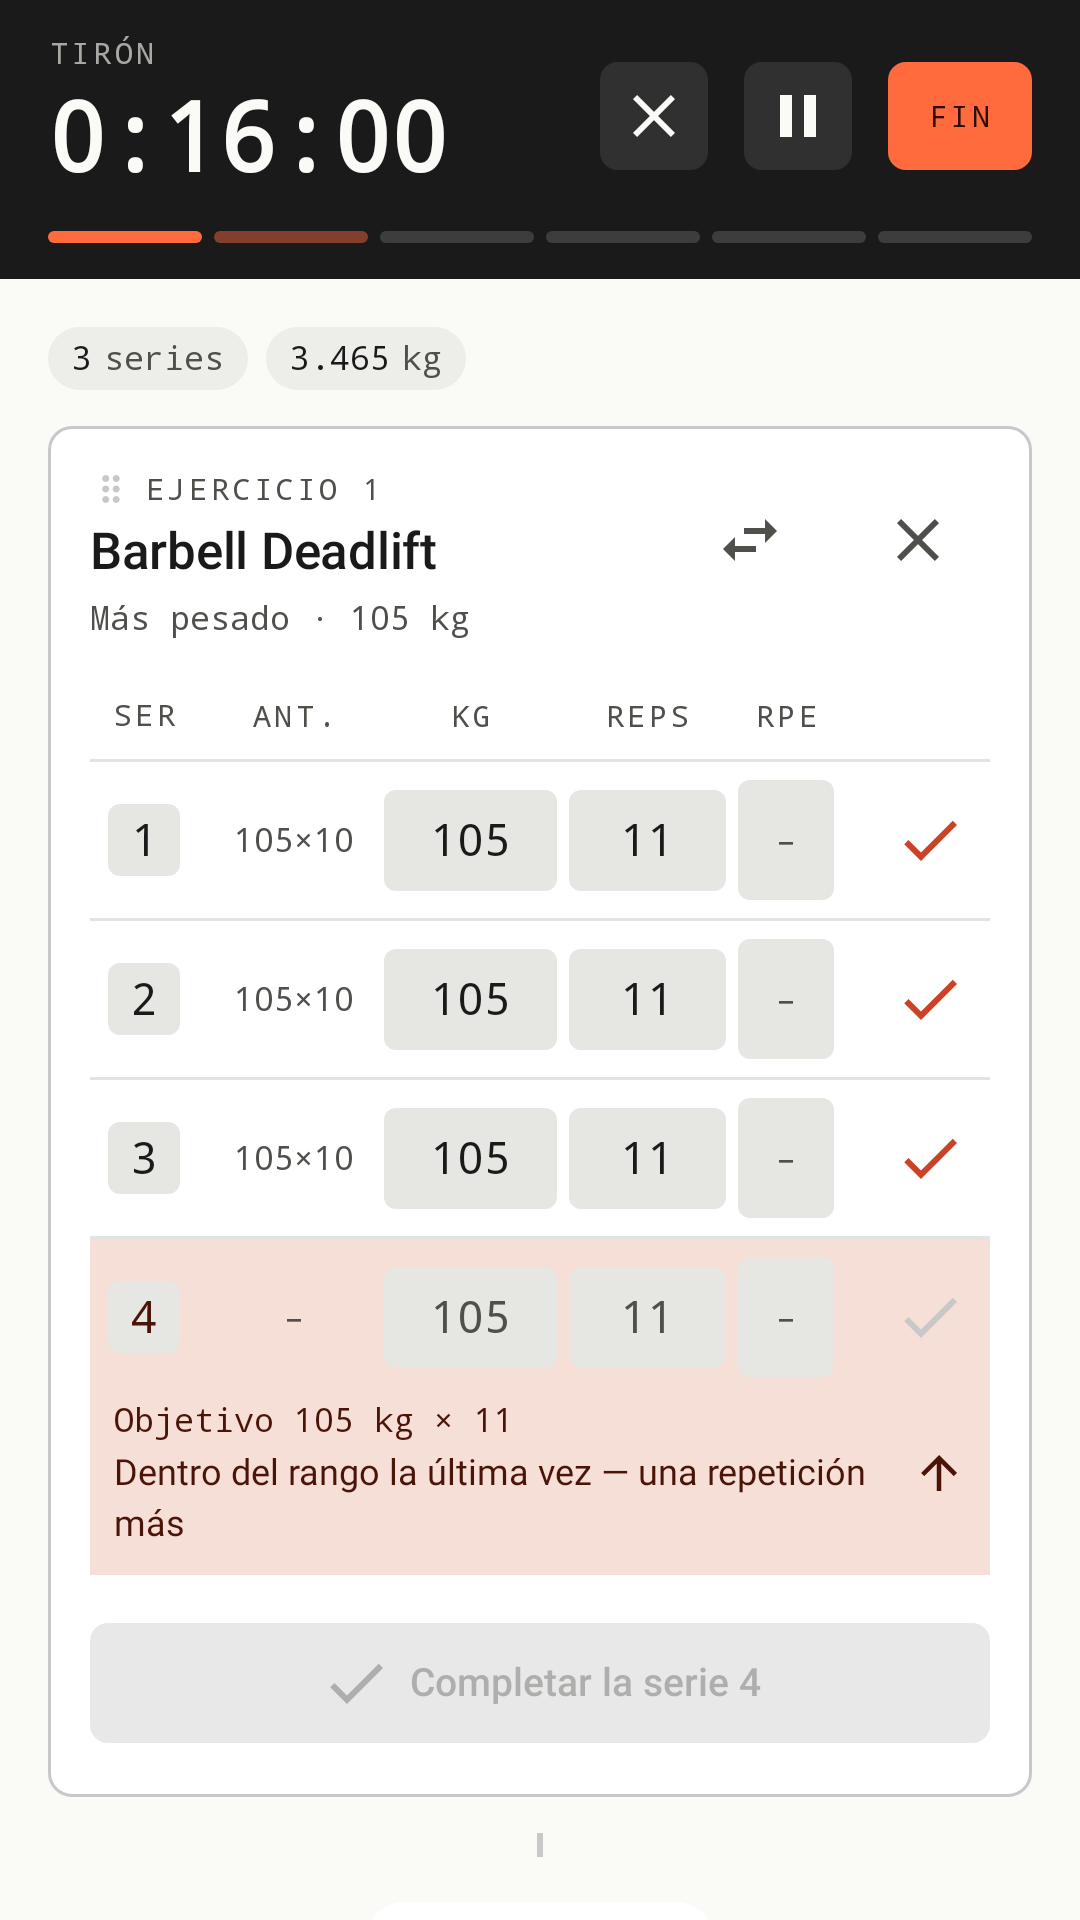 TIRÓN
0:16:00
FIN
3 series
3.465 kg
EJERCICIO 1
Barbell Deadlift
Más pesado · 105 kg
SER ANT. KG REPS RPE
1 105×10 105 11 –
2 105×10 105 11 –
3 105×10 105 11 –
4 – 105 11 –
Objetivo 105 kg × 11
Dentro del rango la última vez — una repetición
más
Completar la serie 4